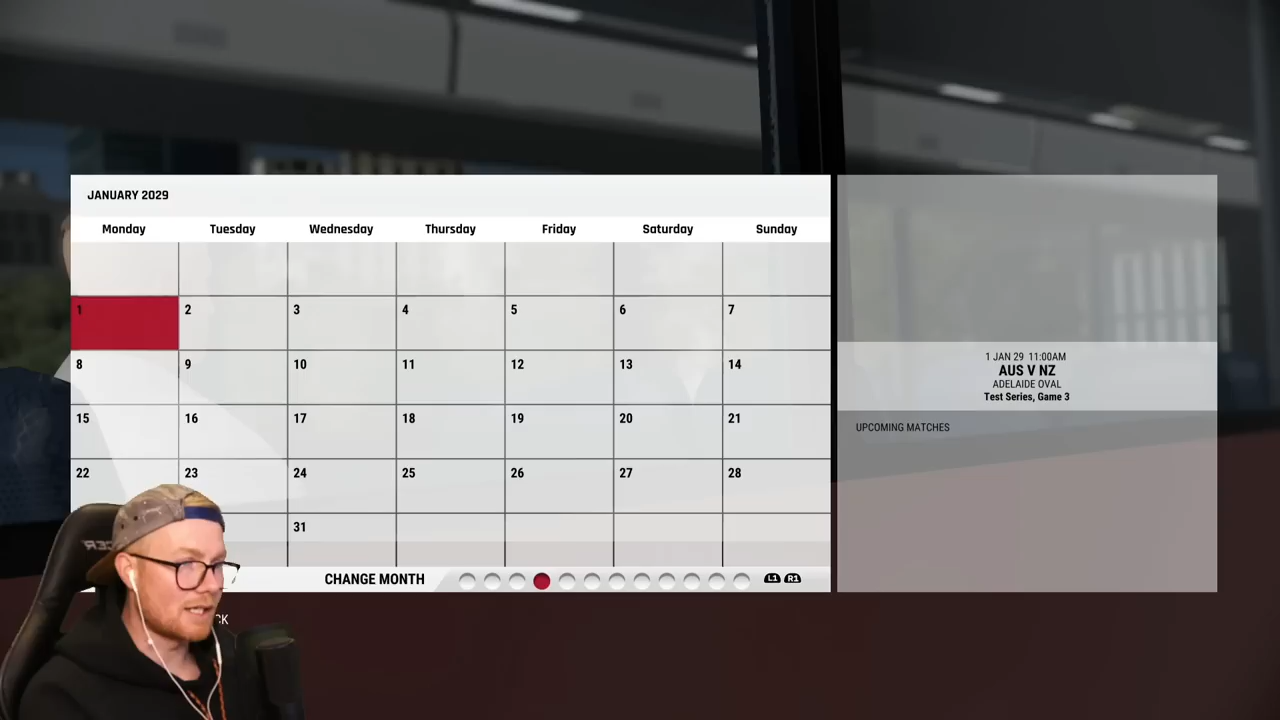 JANUARY 2029
Monday Tuesday Wednesday Thursday Friday Saturday Sunday
1 2 3 4 5 6 7
8 9 10 11 12 13 14
15 16 17 18 19 20 21
22 23 24 25 26 27 28
31
CHANGE MONTH L1 R1
1 JAN 29 11:00AM
AUS V NZ
ADELAIDE OVAL
Test Series, Game 3
UPCOMING MATCHES